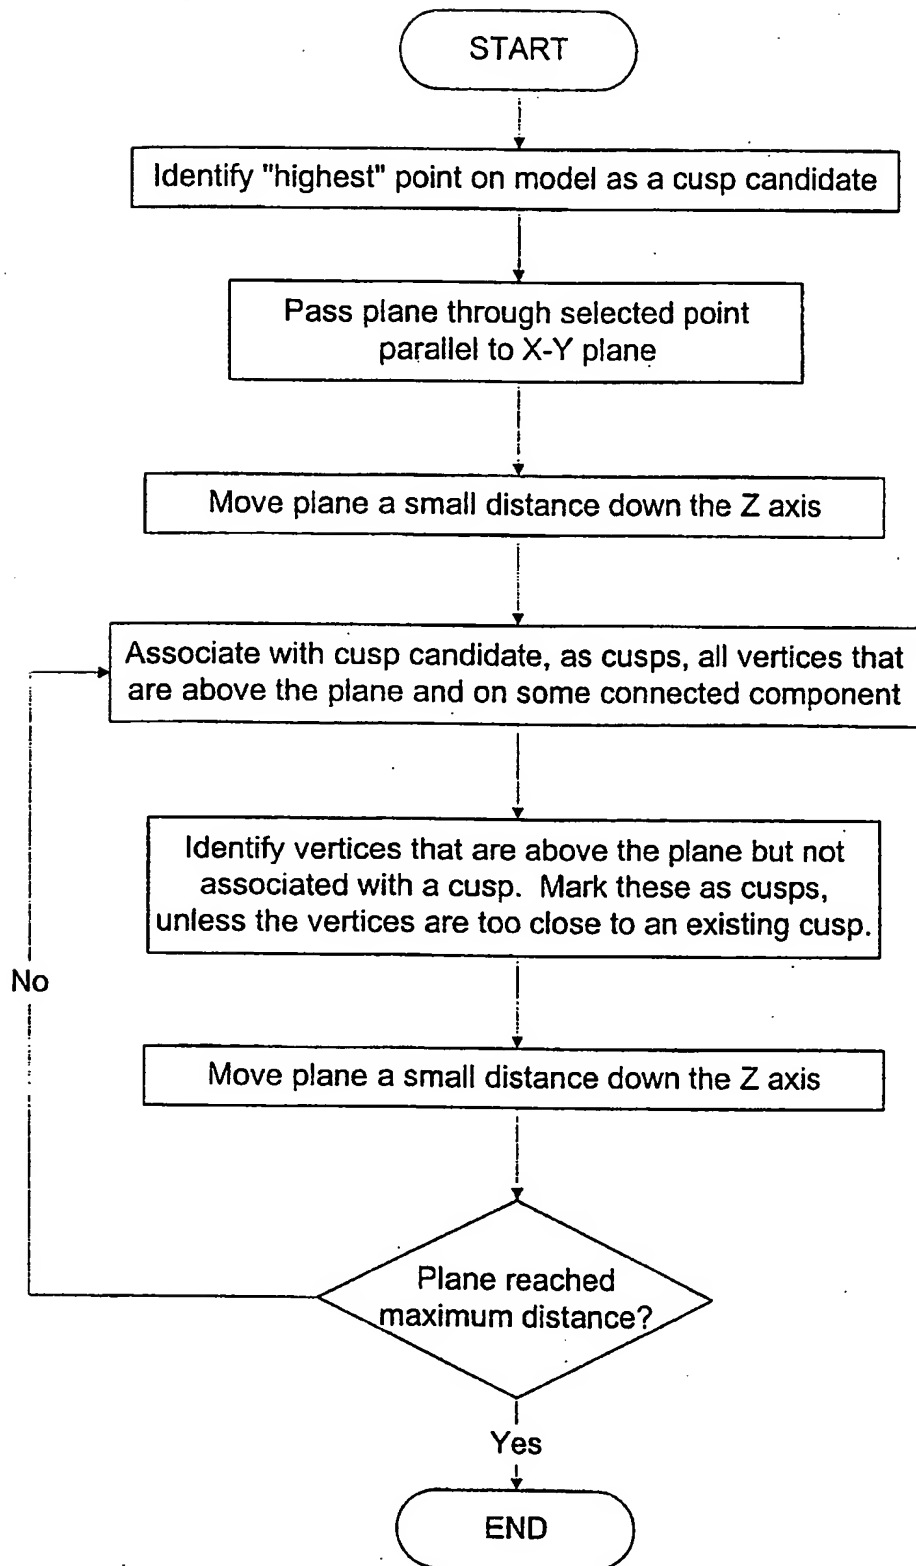 START
Identify "highest" point on model as a cusp candidate
Pass plane through selected point
parallel to X-Y plane
Move plane a small distance down the Z axis
Associate with cusp candidate, as cusps, all vertices that
are above the plane and on some connected component
Identify vertices that are above the plane but not
associated with a cusp. Mark these as cusps,
unless the vertices are too close to an existing cusp.
No
Move plane a small distance down the Z axis
Plane reached
maximum distance?
Yes
END